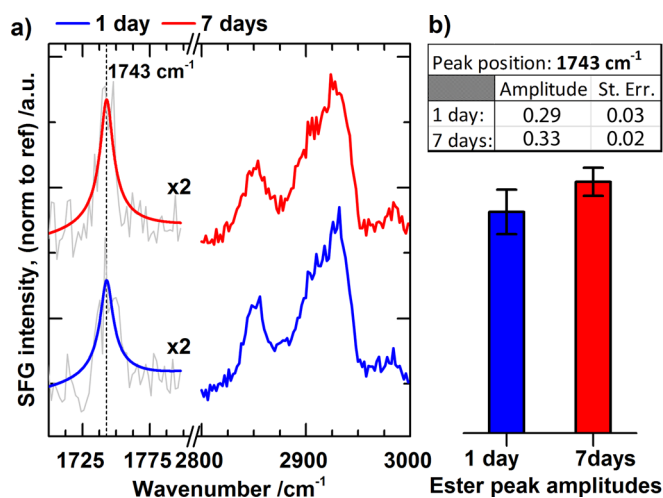 a)
1 day
7 days
1743 cm⁻¹
x2
x2
SFG intensity, (norm to ref) /a.u.
1725
1775
2800
2900
3000
Wavenumber /cm⁻¹
b)
Peak position: 1743 cm⁻¹
Amplitude St. Err.
1 day: 0.29 0.03
7 days: 0.33 0.02
1 day
7days
Ester peak amplitudes